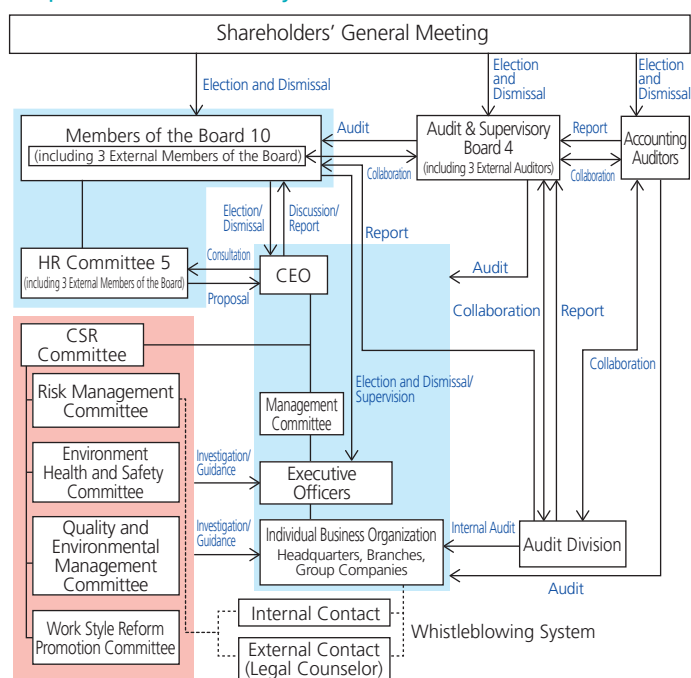 Shareholders' General Meeting
Election and Dismissal
Election
and
Dismissal
Election
and
Dismissal
Members of the Board 10
(including 3 External Members of the Board)
Audit
Collaboration
Audit & Supervisory
Board 4
(including 3 External Auditors)
Report
Collaboration
Accounting
Auditors
Election/
Dismissal
Discussion/
Report
Report
HR Committee 5
(including 3 External Members of the Board)
Consultation
Proposal
CEO
Audit
Collaboration
Report
Collaboration
CSR
Committee
Risk Management
Committee
Election and Dismissal/
Supervision
Management
Committee
Environment
Health and Safety
Committee
Investigation/
Guidance
Executive
Officers
Quality and
Environmental
Management
Committee
Investigation/
Guidance
Individual Business Organization
Headquarters, Branches,
Group Companies
Internal Audit
Audit Division
Audit
Work Style Reform
Promotion Committee
Internal Contact
External Contact
(Legal Counselor)
Whistleblowing System